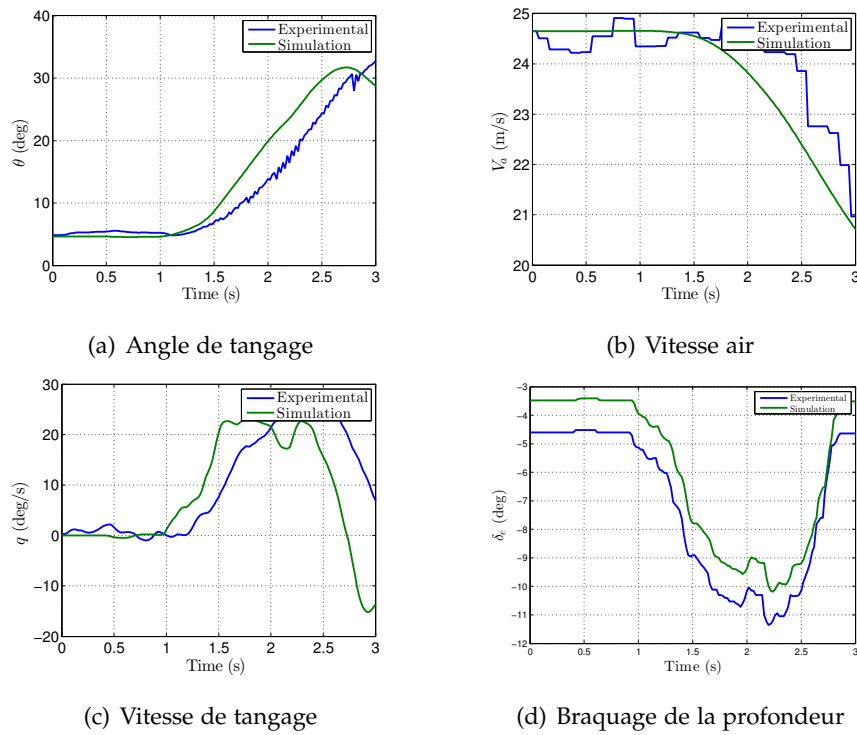 40
30
20
10
0
θ (deg)
Experimental
Simulation
0 0.5 1 1.5 2 2.5 3
Time (s)
(a) Angle de tangage
25
24
23
22
21
20
V_a (m/s)
Experimental
Simulation
0 0.5 1 1.5 2 2.5 3
Time (s)
(b) Vitesse air
30
20
10
0
−10
−20
q (deg/s)
Experimental
Simulation
0 0.5 1 1.5 2 2.5 3
Time (s)
(c) Vitesse de tangage
−3
−4
−5
−6
−7
−8
−9
−10
−11
−12
δ_e (deg)
Experimental
Simulation
0 0.5 1 1.5 2 2.5 3
Time (s)
(d) Braquage de la profondeur